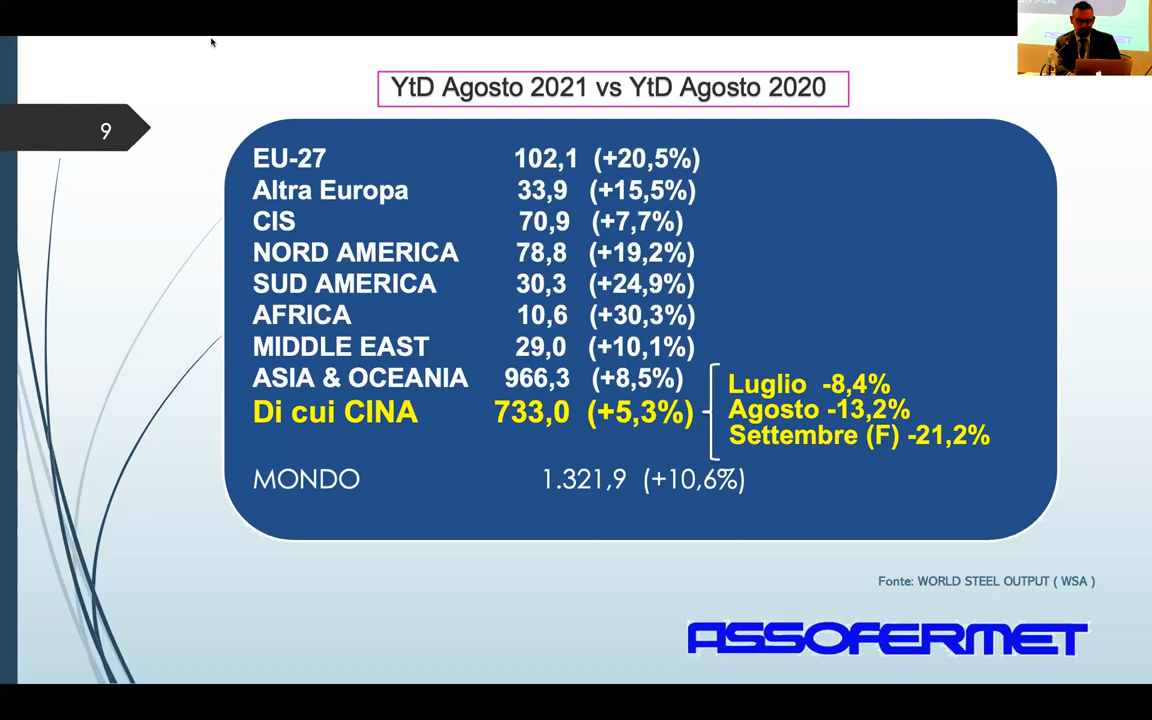 YtD Agosto 2021 vs YtD Agosto 2020
9
EU-27 102,1 (+20,5%)
Altra Europa 33,9 (+15,5%)
CIS 70,9 (+7,7%)
NORD AMERICA 78,8 (+19,2%)
SUD AMERICA 30,3 (+24,9%)
AFRICA 10,6 (+30,3%)
MIDDLE EAST 29,0 (+10,1%)
ASIA & OCEANIA 966,3 (+8,5%)
Di cui CINA 733,0 (+5,3%)
Luglio -8,4%
Agosto -13,2%
Settembre (F) -21,2%
MONDO 1.321,9 (+10,6%)
Fonte: WORLD STEEL OUTPUT ( WSA )
ASSOFERMET